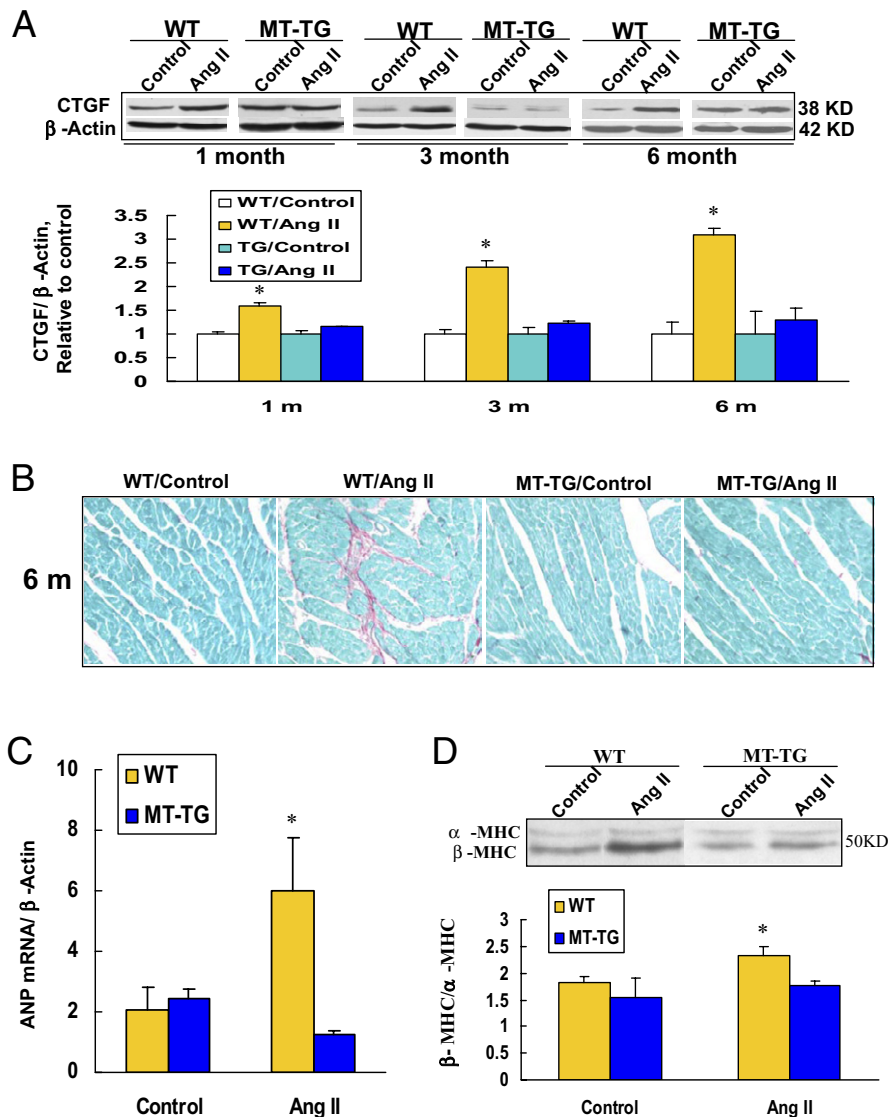 A
WT MT-TG WT MT-TG WT MT-TG
Control Ang II Control Ang II Control Ang II Control Ang II Control Ang II Control Ang II
CTGF 38 KD
β -Actin 42 KD
1 month 3 month 6 month
CTGF/ β -Actin,
Relative to control
3.5
3
2.5
2
1.5
1
0.5
0
WT/Control
WT/Ang II
TG/Control
TG/Ang II
* * *
1 m 3 m 6 m
B
WT/Control WT/Ang II MT-TG/Control MT-TG/Ang II
6 m
C
ANP mRNA/ β -Actin
10
8
6
4
2
0
WT
MT-TG
*
Control Ang II
D
WT MT-TG
Control Ang II Control Ang II
α -MHC
β -MHC
50KD
β- MHC/α -MHC
3
2.5
2
1.5
1
0.5
0
WT
MT-TG
*
Control Ang II